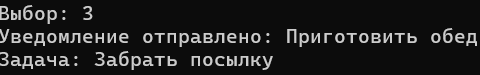 Выбор: 3
Уведомление отправлено: Приготовить обед
Задача: Забрать посылку